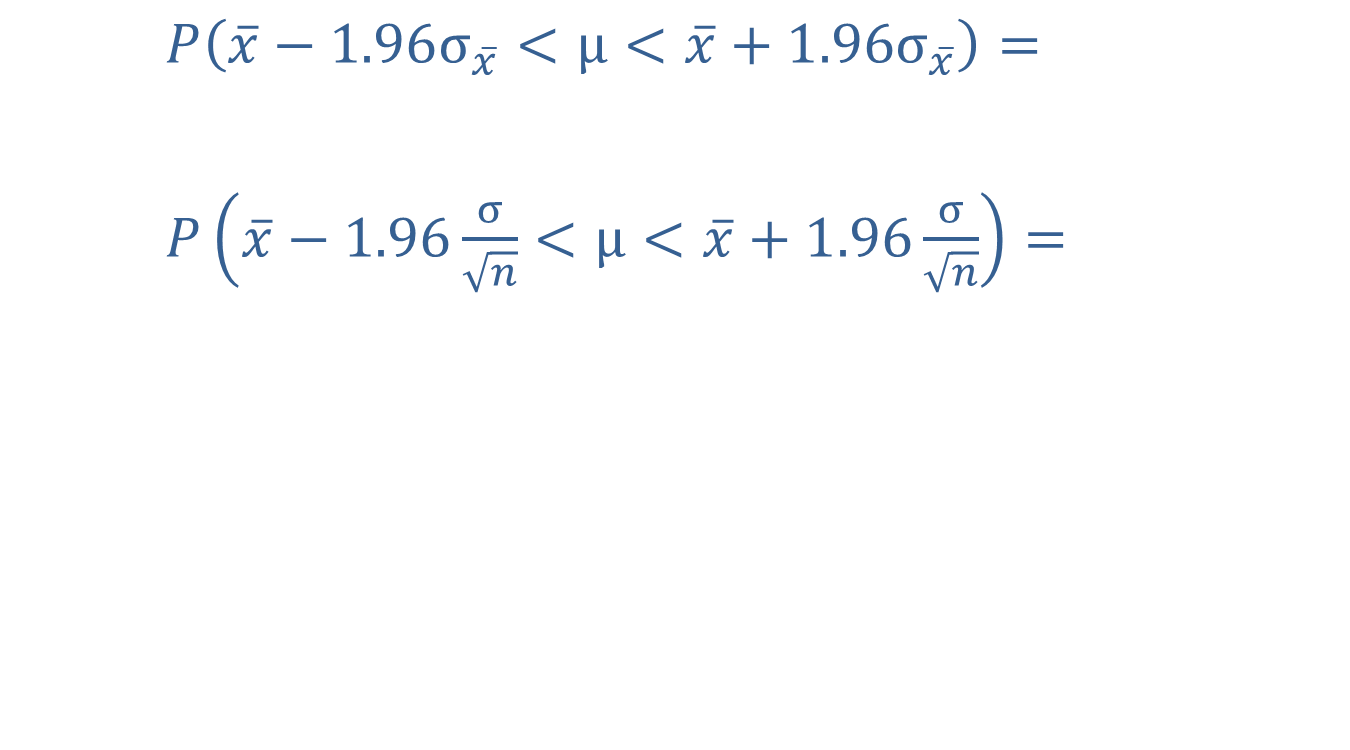 P(x̄ − 1.96σ_x̄ < μ < x̄ + 1.96σ_x̄) =
P(x̄ − 1.96 σ/√n < μ < x̄ + 1.96 σ/√n) =